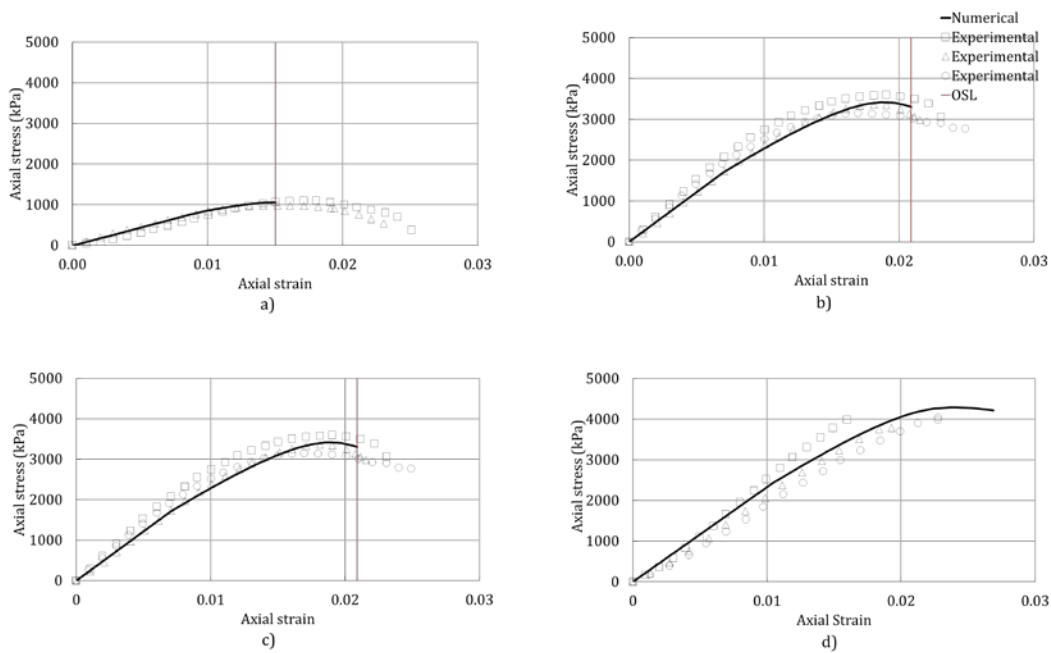 Numerical
Experimental
Experimental
Experimental
OSL
5000
4000
3000
2000
1000
0
Axial stress (kPa)
0.00 0.01 0.02 0.03
Axial strain
a)
5000
4000
3000
2000
1000
0
Axial stress (kPa)
0.00 0.01 0.02 0.03
Axial strain
b)
5000
4000
3000
2000
1000
0
Axial stress (kPa)
0 0.01 0.02 0.03
Axial strain
c)
5000
4000
3000
2000
1000
0
Axial stress (kPa)
0 0.01 0.02 0.03
Axial Strain
d)